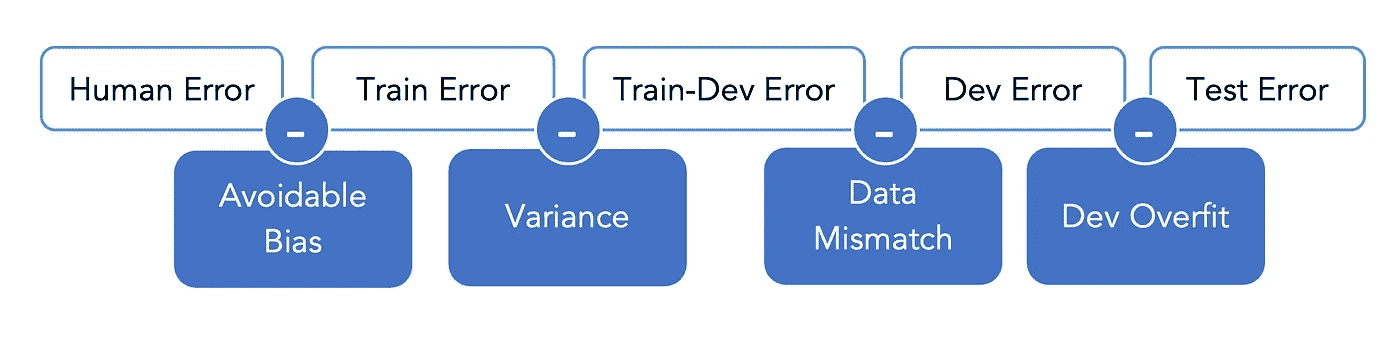 Human Error
Train Error
Train-Dev Error
Dev Error
Test Error
-
-
-
-
Avoidable
Bias
Variance
Data
Mismatch
Dev Overfit